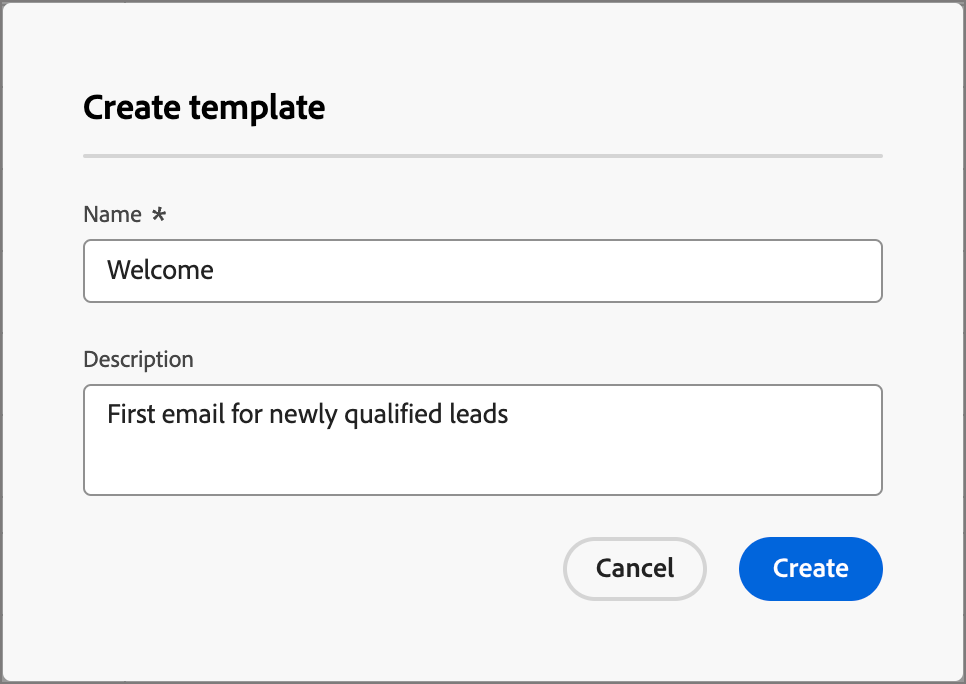 Create template
Name *
Welcome
Description
First email for newly qualified leads
Cancel
Create